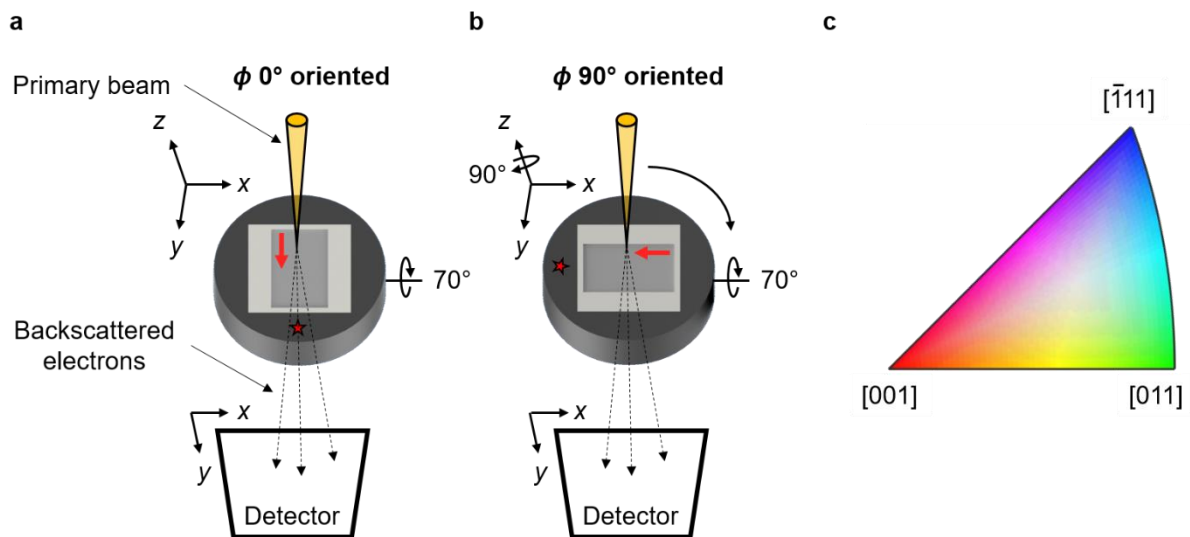 a
ϕ 0° oriented
Primary beam
z
x
y
70°
Backscattered
electrons
x
y
Detector
b
ϕ 90° oriented
z
90°
x
y
70°
x
y
Detector
c
[1̄11]
[001]
[011]